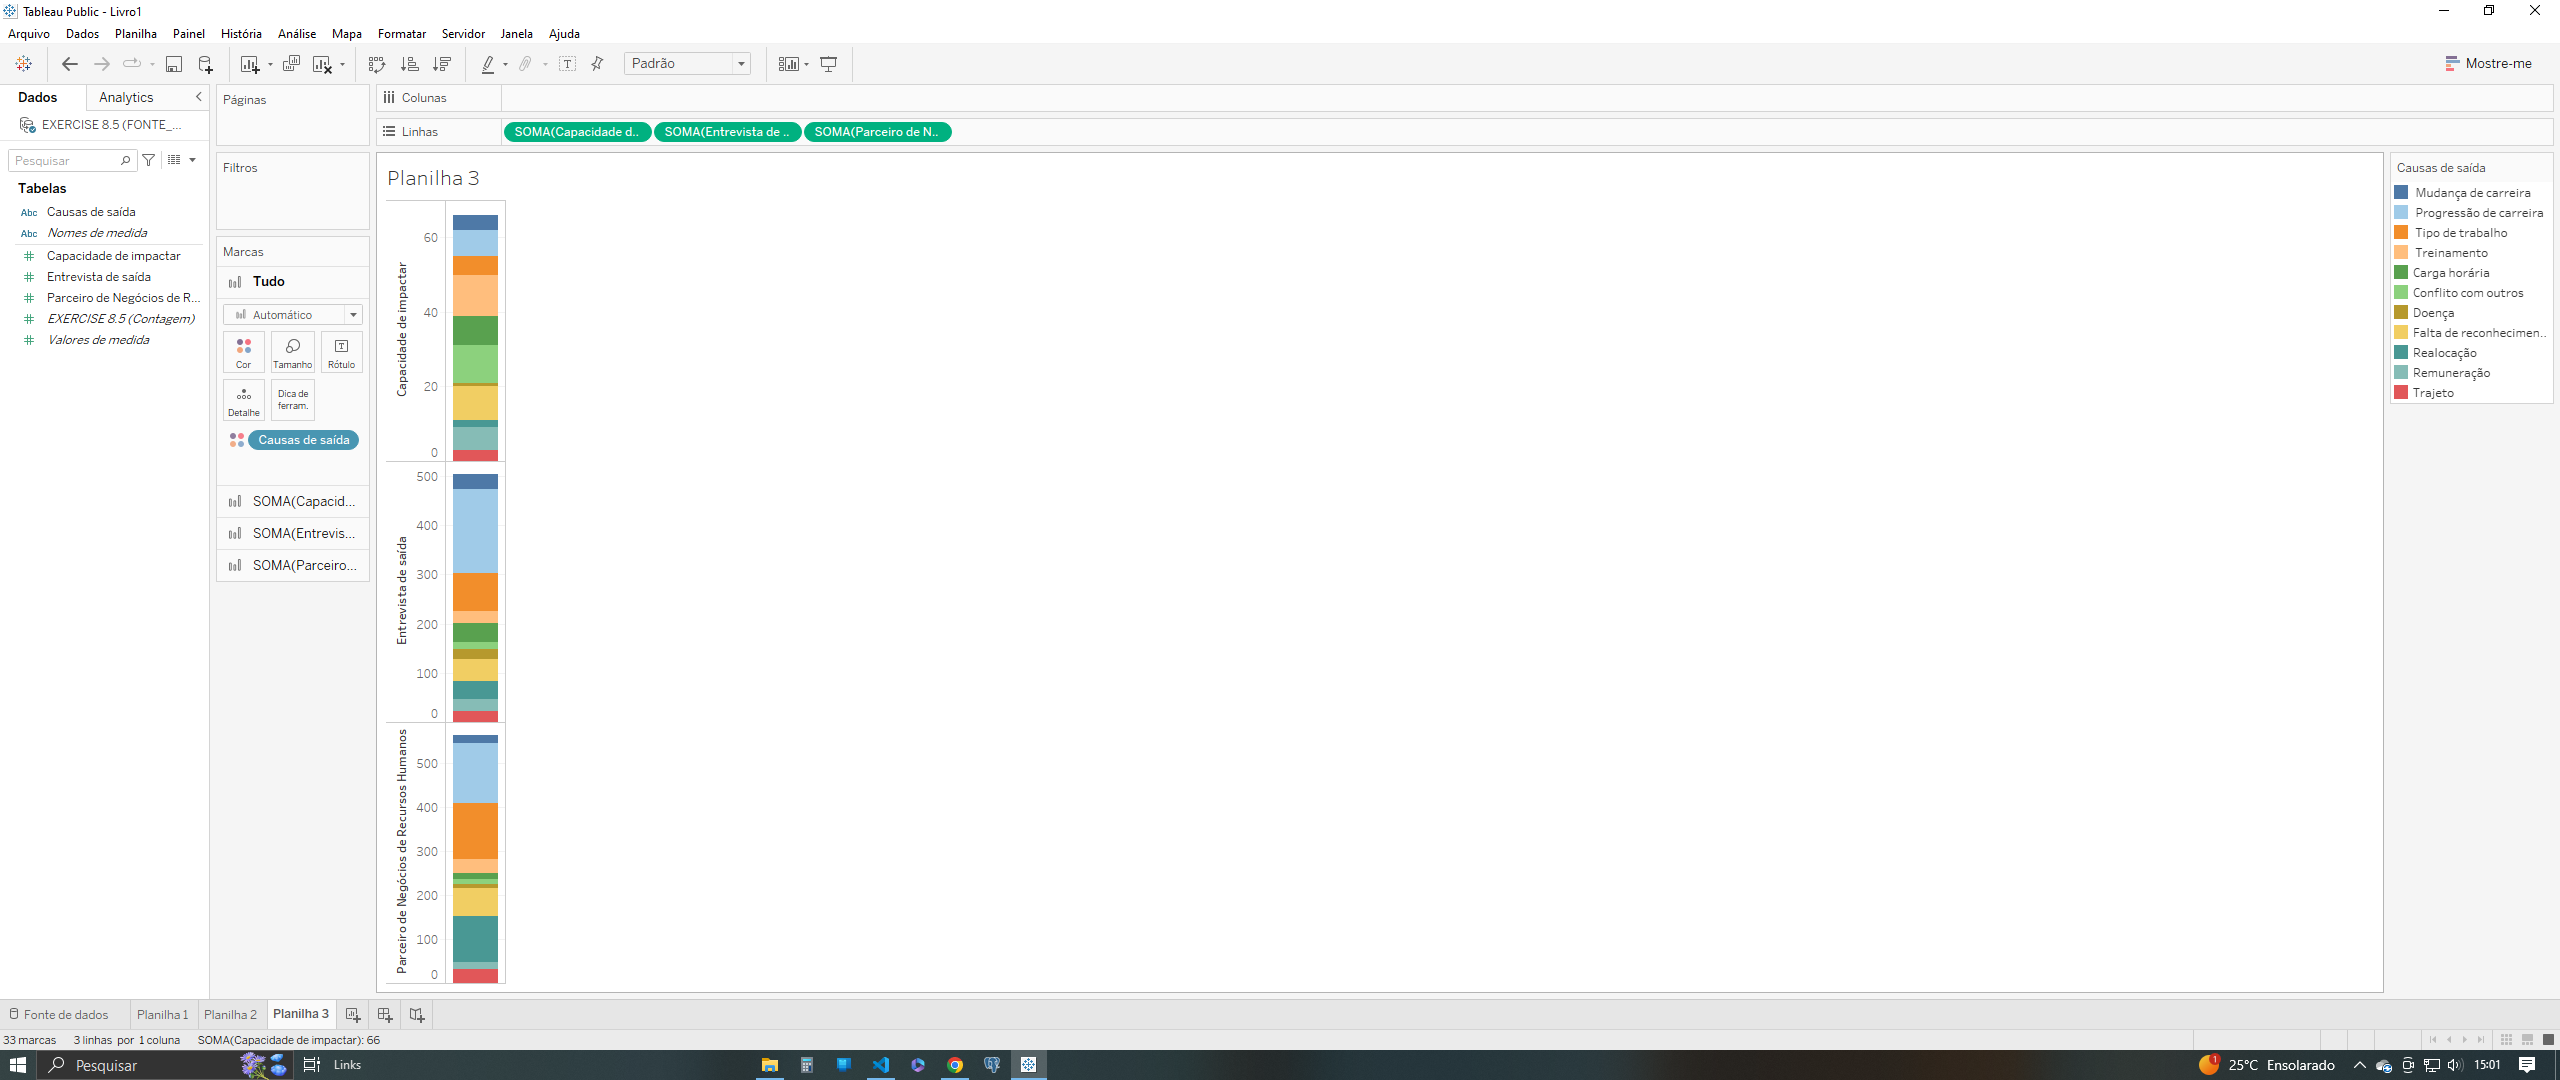 Tableau Public - Livro1
Arquivo Dados Planilha Painel História Análise Mapa Formatar Servidor Janela Ajuda
Padrão
Mostre-me
Dados Analytics
EXERCISE 8.5 (FONTE_...
Pesquisar
Tabelas
Abc Causas de saída
Abc Nomes de medida
# Capacidade de impactar
# Entrevista de saída
# Parceiro de Negócios de R...
# EXERCISE 8.5 (Contagem)
# Valores de medida
Páginas
Filtros
Marcas
Tudo
Automático
Cor Tamanho Rótulo
Detalhe Dica de ferram.
Causas de saída
SOMA(Capacid...
SOMA(Entrevis...
SOMA(Parceiro...
Colunas
Linhas SOMA(Capacidade d.. SOMA(Entrevista de .. SOMA(Parceiro de N..
Planilha 3
Capacidade de impactar
60
40
20
0
Entrevista de saída
500
400
300
200
100
0
Parceiro de Negócios de Recursos Humanos
500
400
300
200
100
0
Causas de saída
Mudança de carreira
Progressão de carreira
Tipo de trabalho
Treinamento
Carga horária
Conflito com outros
Doença
Falta de reconhecimen..
Realocação
Remuneração
Trajeto
Fonte de dados Planilha 1 Planilha 2 Planilha 3
33 marcas 3 linhas por 1 coluna SOMA(Capacidade de impactar): 66
Pesquisar Links 1 25°C Ensolarado 15:01